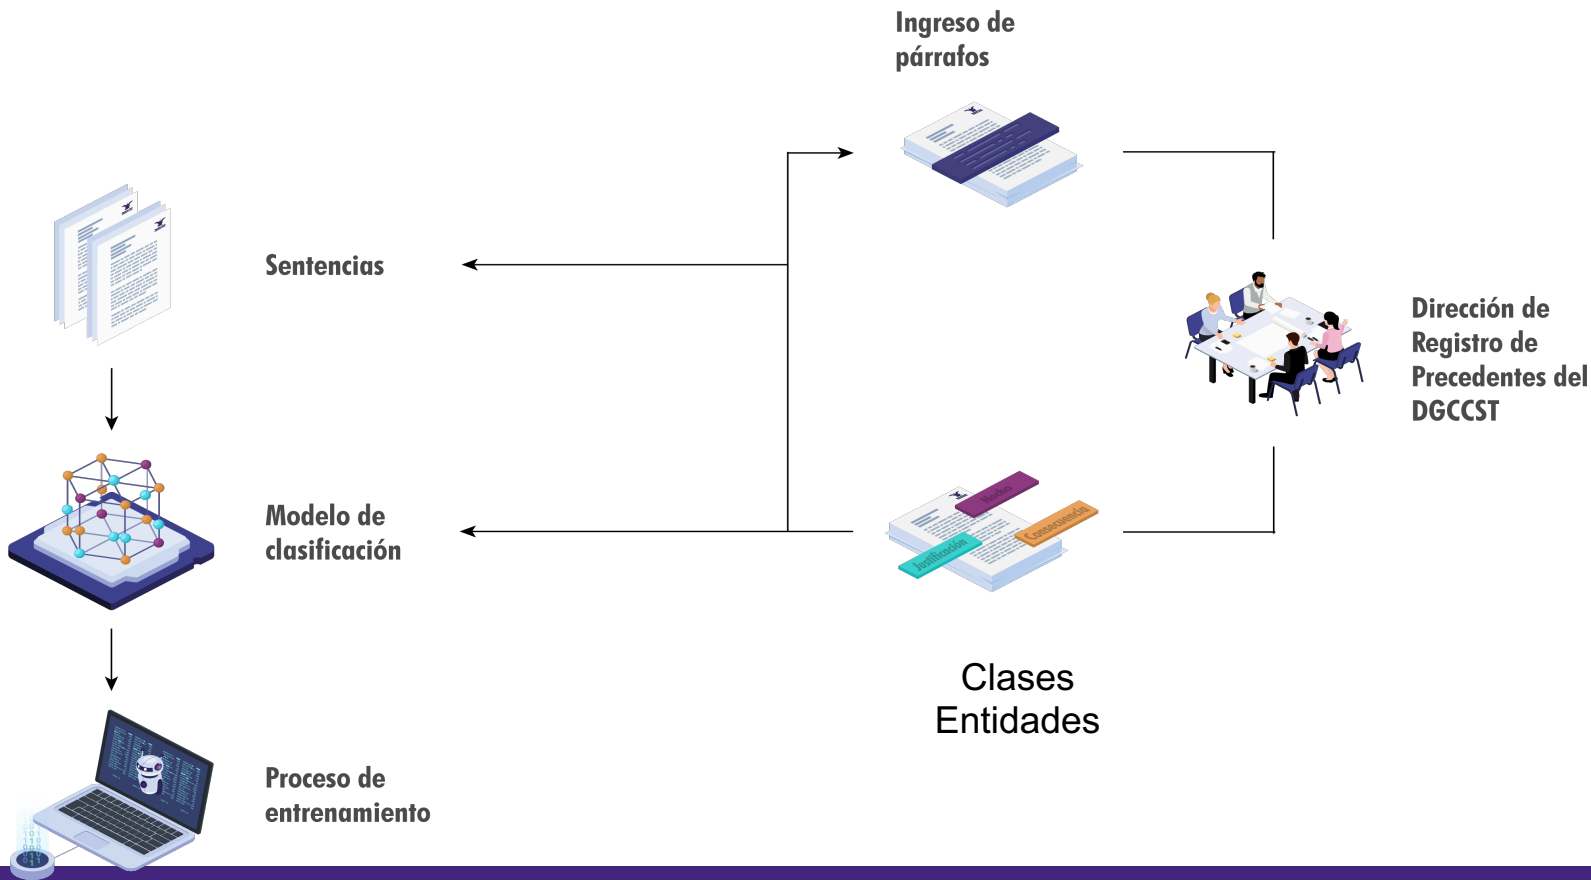 Ingreso de
párrafos
Sentencias
Dirección de
Registro de
Precedentes del
DGCCST
Hecho
Consecuencia
Justificación
Modelo de
clasificación
Clases
Entidades
Proceso de
entrenamiento